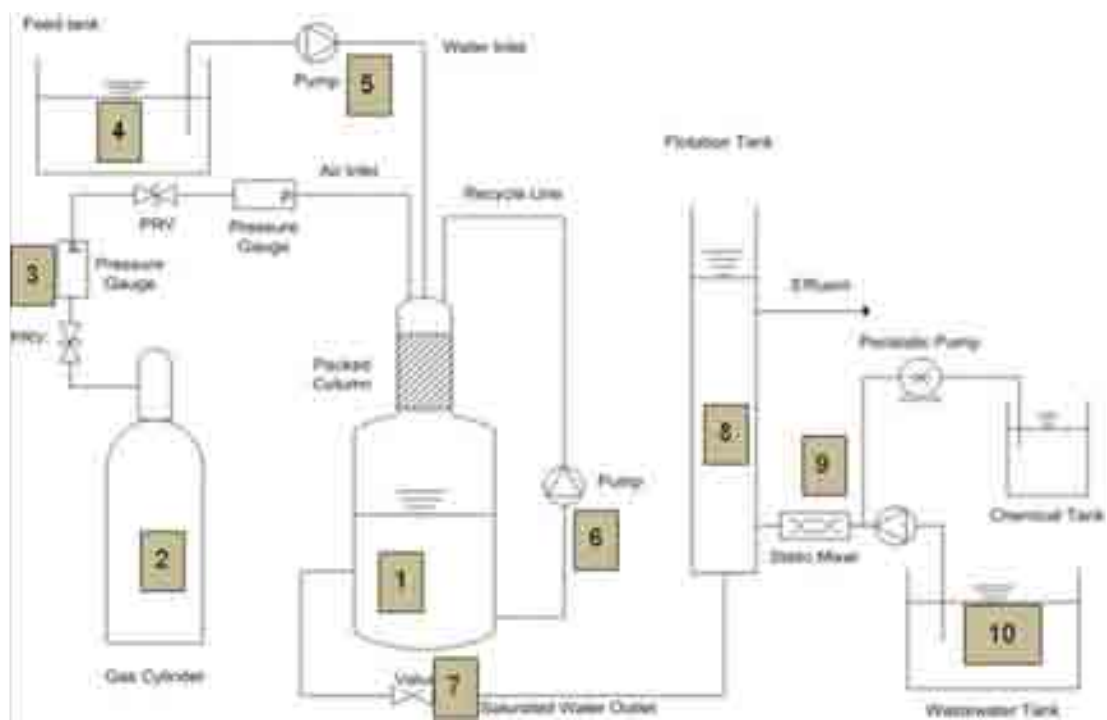 Feed tank
Water Inlet
Pump
5
4
Air Inlet
Flotation Tank
Recycle Line
PRV
Pressure
Gauge
3
Pressure
Gauge
PRV
Effluent
Packed
Column
Peristaltic Pump
8
9
Pump
Chemical Tank
6
2
1
Static Mixer
10
Gas Cylinder
7
Saturated Water Outlet
Wastewater Tank